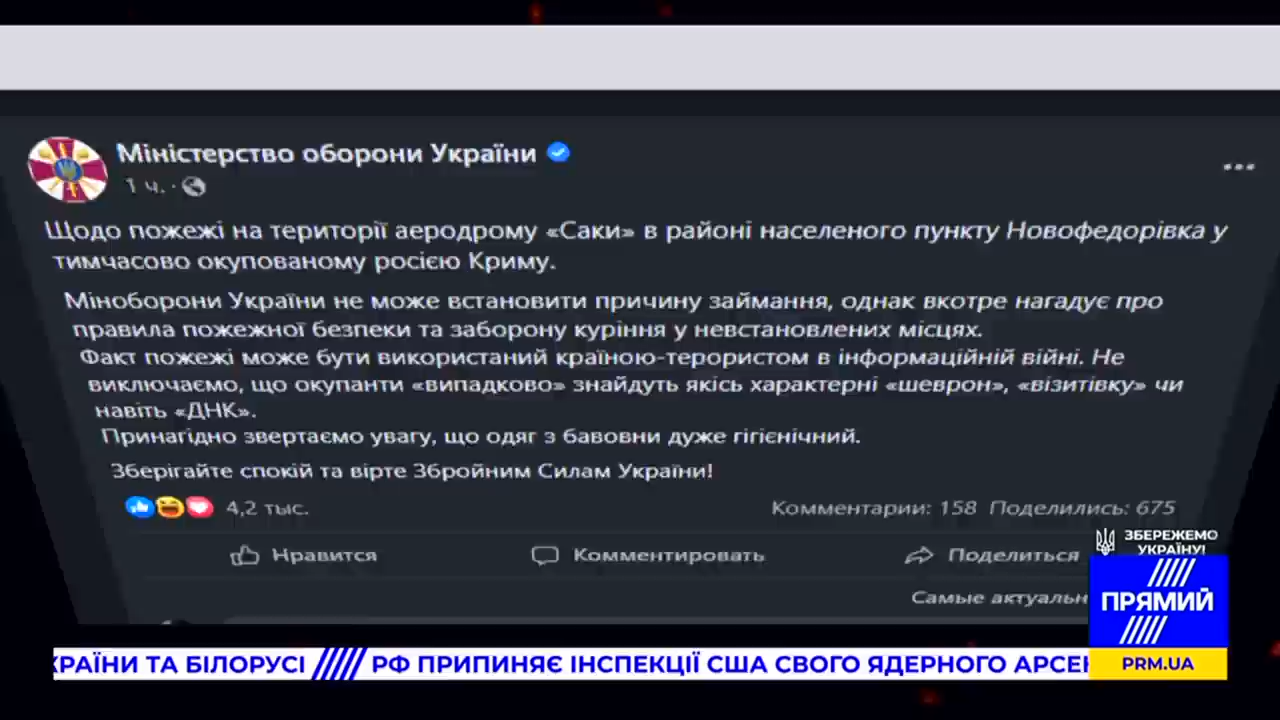 Міністерство оборони України
1 ч. ·
Щодо пожежі на території аеродрому «Саки» в районі населеного пункту Новофедорівка у
тимчасово окупованому росією Криму.
Міноборони України не може встановити причину займання, однак вкотре нагадує про
правила пожежної безпеки та заборону куріння у невстановлених місцях.
Факт пожежі може бути використаний країною-терористом в інформаційній війні. Не
виключаємо, що окупанти «випадково» знайдуть якісь характерні «шеврон», «візитівку» чи
навіть «ДНК».
Принагідно звертаємо увагу, що одяг з бавовни дуже гігієнічний.
Зберігайте спокій та вірте Збройним Силам України!
4,2 тыс.
Комментарии: 158 Поделились: 675
Нравится Комментировать Поделиться
Самые актуальн
ЗБЕРЕЖЕМО
УКРАЇНУ!
ПРЯМИЙ
PRM.UA
КРАЇНИ ТА БІЛОРУСІ //// РФ ПРИПИНЯЄ ІНСПЕКЦІЇ США СВОГО ЯДЕРНОГО АРСЕН